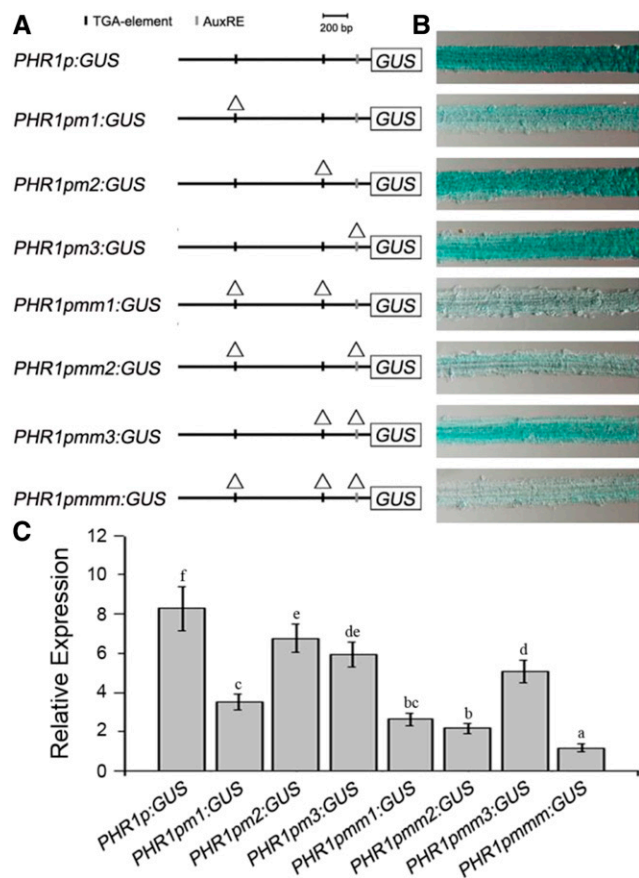 A
TGA-element AuxRE
200 bp
B
PHR1p:GUS GUS
PHR1pm1:GUS GUS
PHR1pm2:GUS GUS
PHR1pm3:GUS GUS
PHR1pmm1:GUS GUS
PHR1pmm2:GUS GUS
PHR1pmm3:GUS GUS
PHR1pmmm:GUS GUS
C
Relative Expression
12
10
8
6
4
2
0
f
c
e
de
bc
b
d
a
PHR1p:GUS
PHR1pm1:GUS
PHR1pm2:GUS
PHR1pm3:GUS
PHR1pmm1:GUS
PHR1pmm2:GUS
PHR1pmm3:GUS
PHR1pmmm:GUS